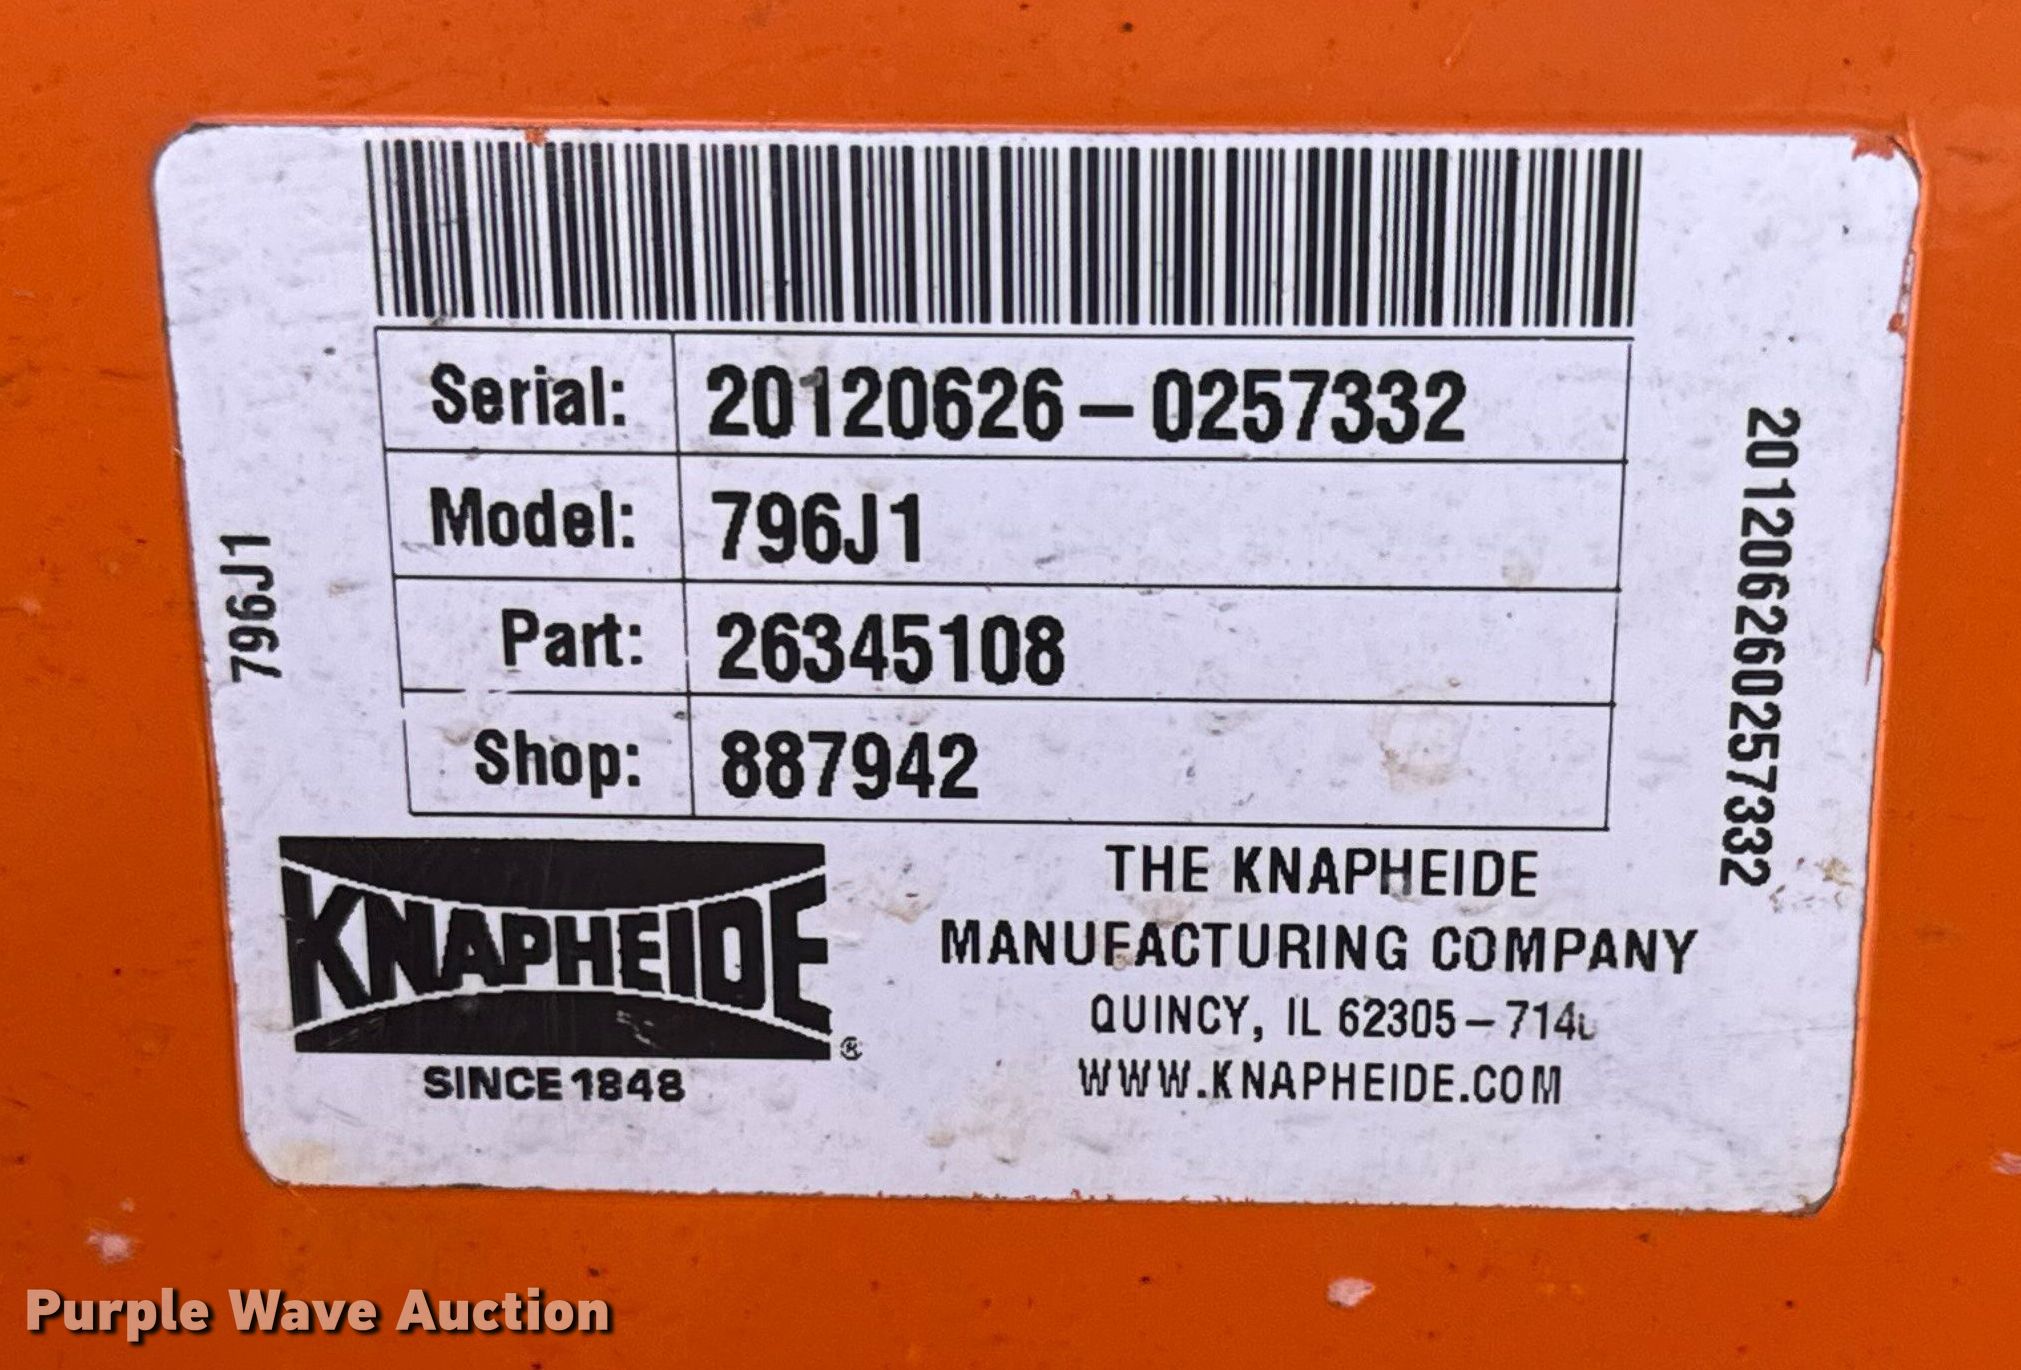 Serial: 20120626-0257332
Model: 796J1
Part: 26345108
Shop: 887942
796J1
201206260257332
KNAPHEIDE®
SINCE 1848
THE KNAPHEIDE
MANUFACTURING COMPANY
QUINCY, IL 62305-
WWW.KNAPHEIDE.COM
Purple Wave Auction